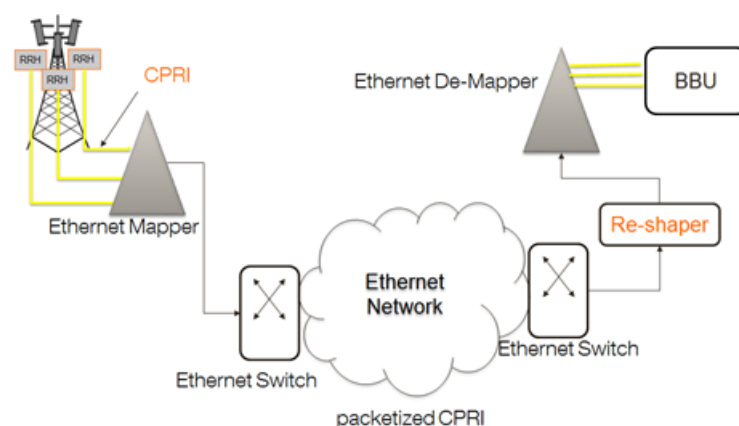 RRH
RRH
RRH
CPRI
Ethernet Mapper
Ethernet Switch
Ethernet
Network
packetized CPRI
Ethernet Switch
Re-shaper
Ethernet De-Mapper
BBU